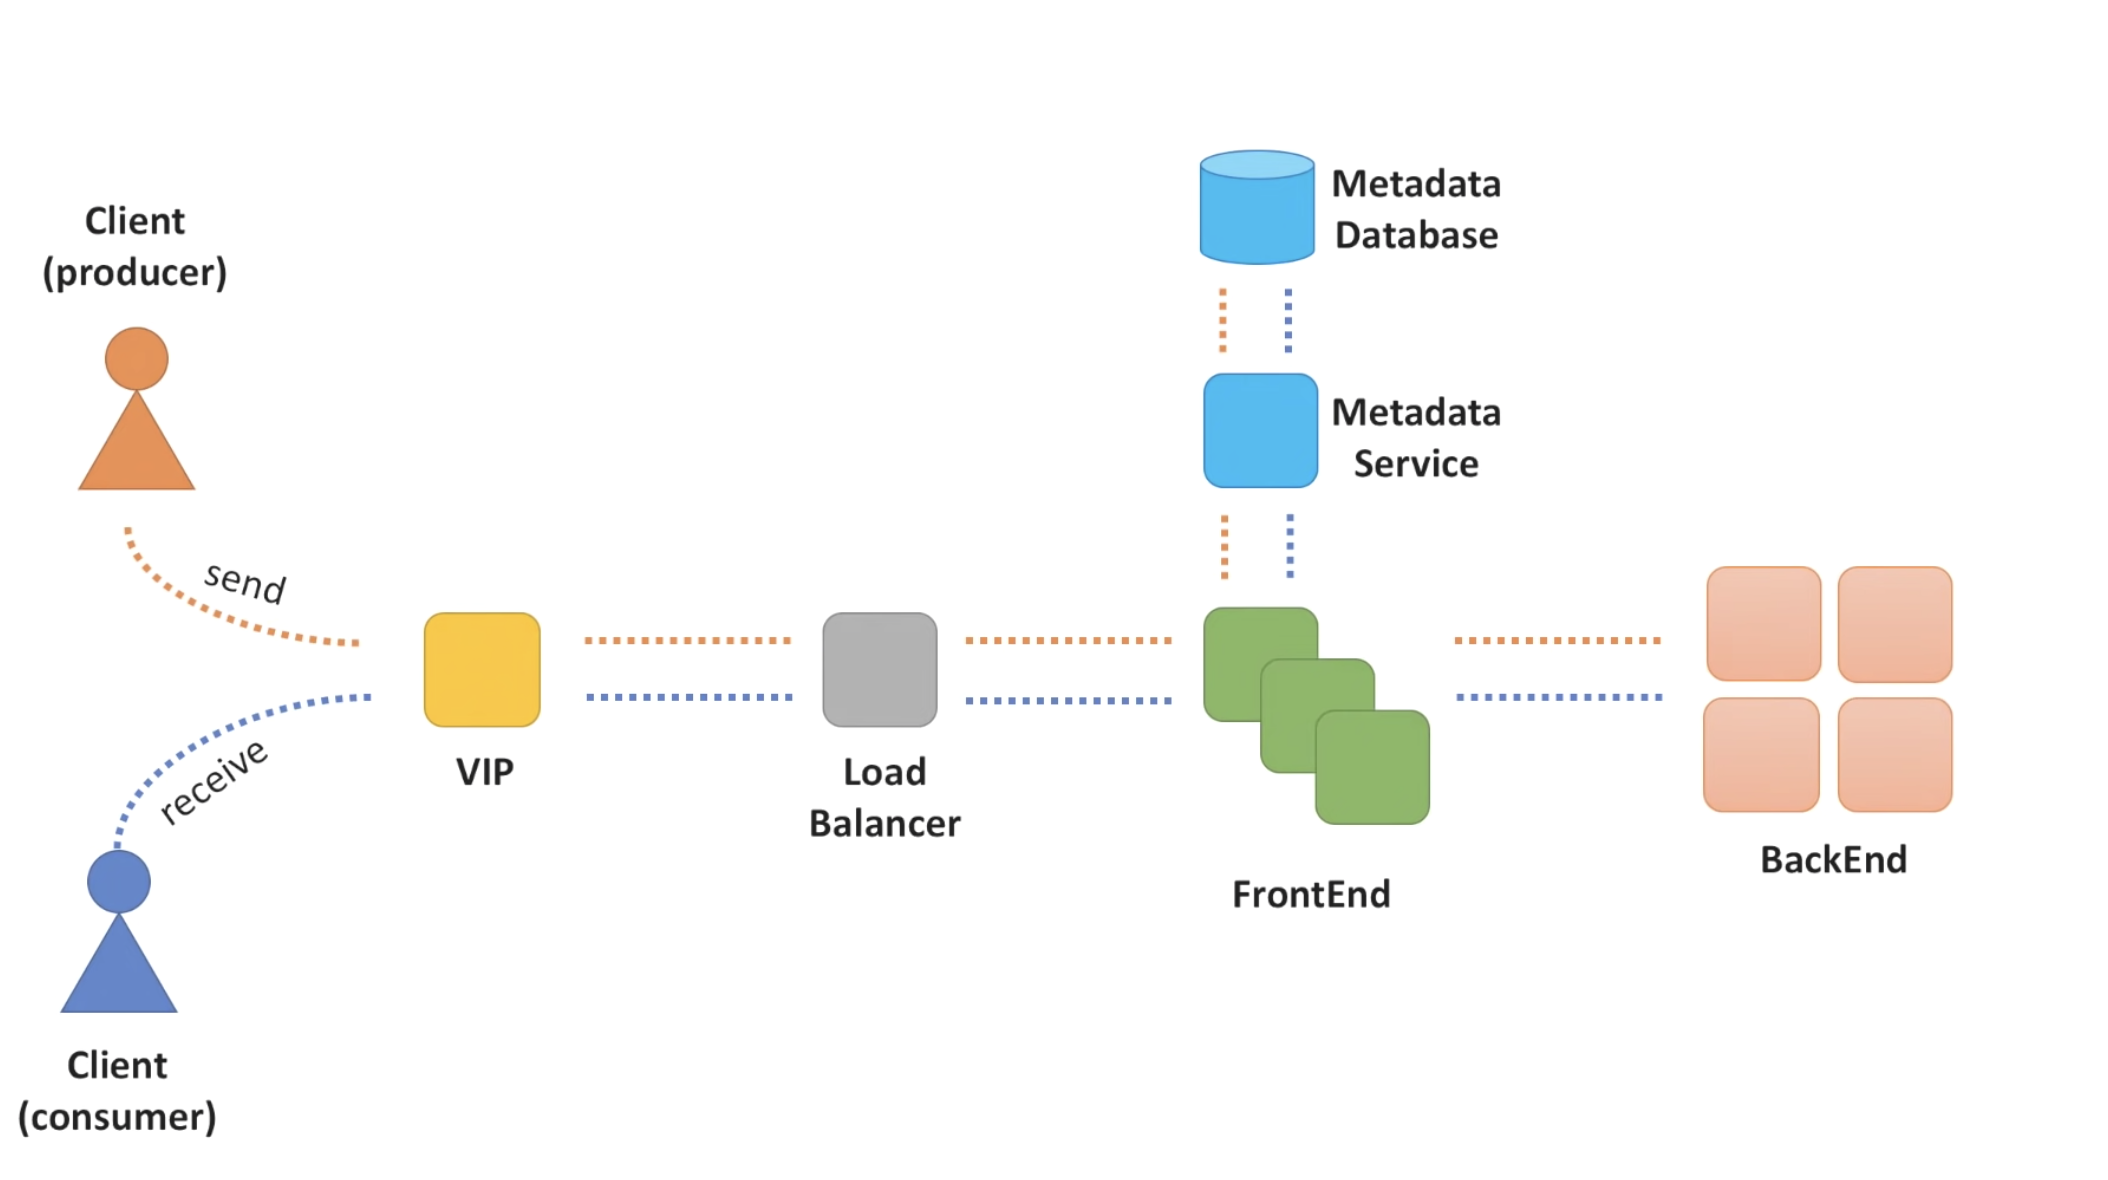 Client
(producer)
send
receive
Client
(consumer)
VIP
Load
Balancer
Metadata
Database
Metadata
Service
FrontEnd
BackEnd